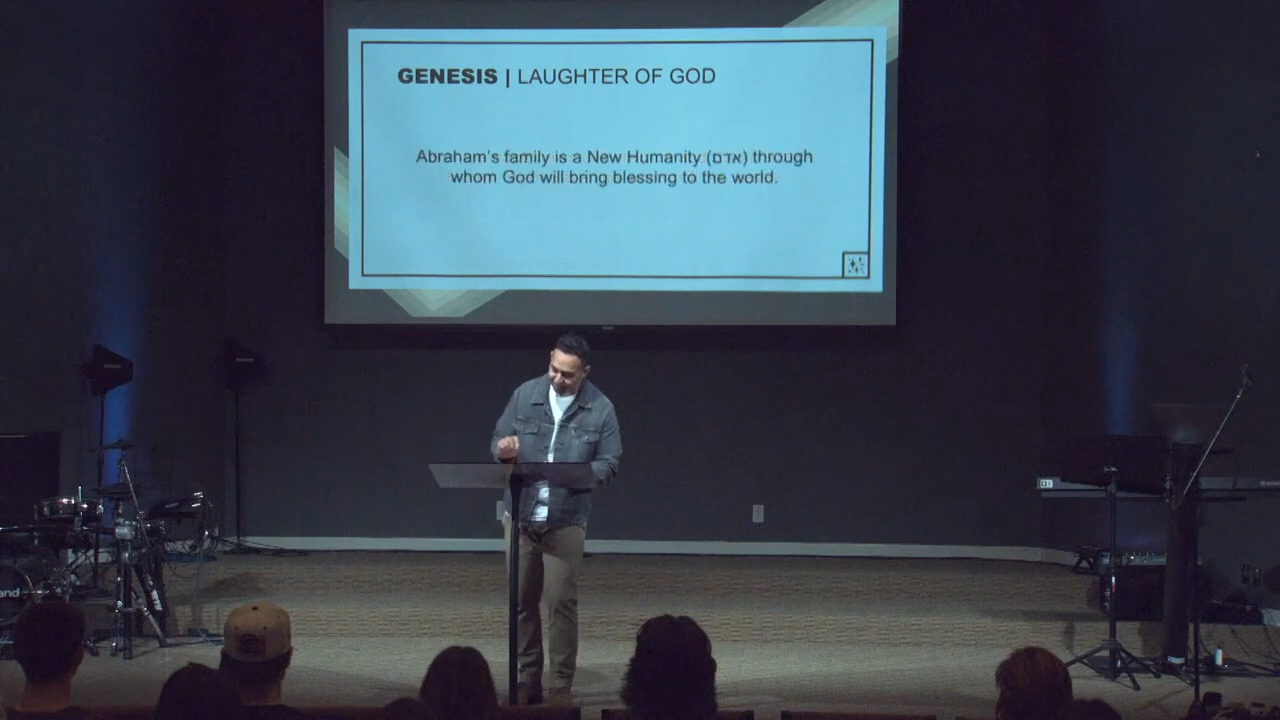 GENESIS | LAUGHTER OF GOD
Abraham's family is a New Humanity (אדם) through
whom God will bring blessing to the world.